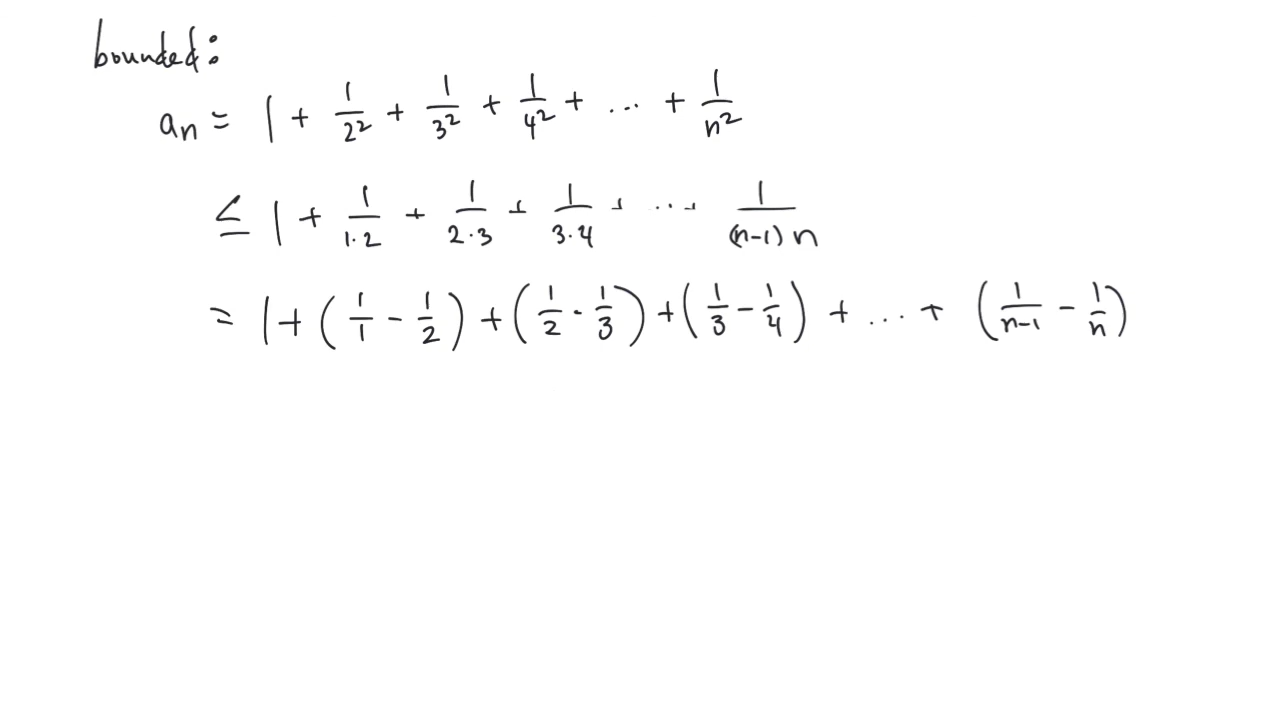 bounded:
aₙ = 1 + 1/2² + 1/3² + 1/4² + ... + 1/n²
≤ 1 + 1/(1·2) + 1/(2·3) + 1/(3·4) + ... + 1/((n-1)n)
= 1 + (1/1 - 1/2) + (1/2 - 1/3) + (1/3 - 1/4) + ... + (1/(n-1) - 1/n)